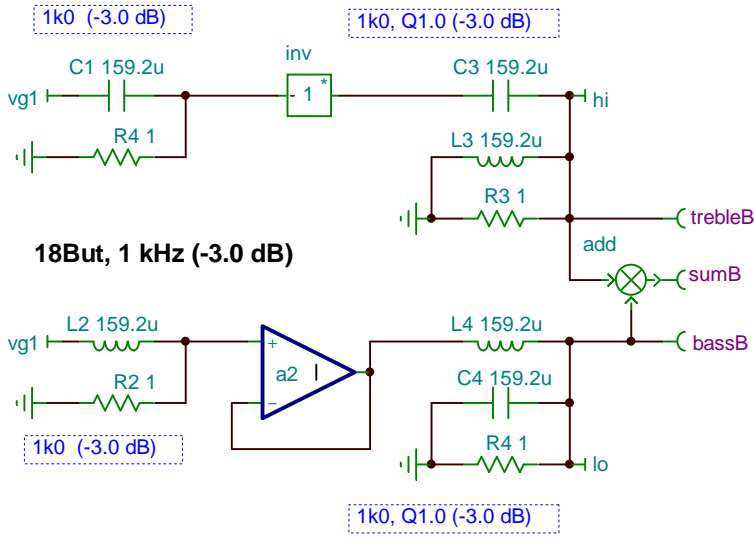 1k0 (-3.0 dB)
1k0, Q1.0 (-3.0 dB)
inv
C1 159.2u
C3 159.2u
vg1
- 1 *
hi
R4 1
L3 159.2u
R3 1
trebleB
18But, 1 kHz (-3.0 dB)
add
sumB
L2 159.2u
L4 159.2u
vg1
+
a2
-
bassB
R2 1
C4 159.2u
1k0 (-3.0 dB)
R4 1
lo
1k0, Q1.0 (-3.0 dB)